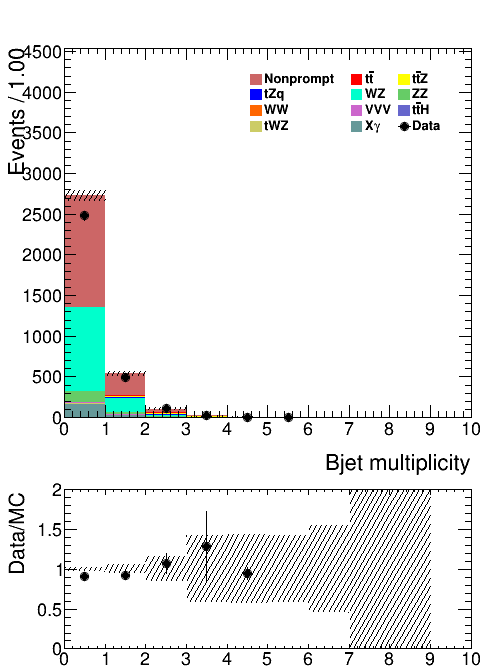 Events / 1.00
4500
4000
3500
3000
2500
2000
1500
1000
500
0
Nonprompt tt̄ tt̄Z
tZq WZ ZZ
WW VVV tt̄H
tWZ Xγ Data
0 1 2 3 4 5 6 7 8 9 10
Bjet multiplicity
Data/MC
2
1.5
1
0.5
0
0 1 2 3 4 5 6 7 8 9 10